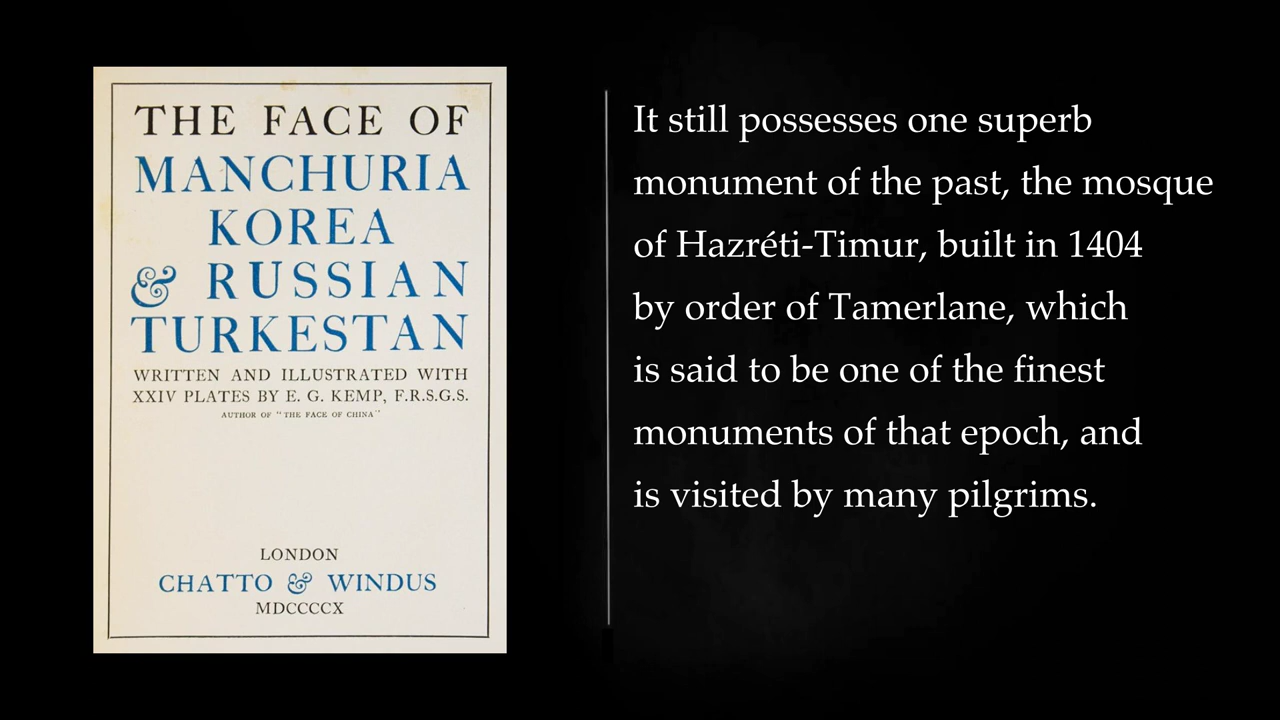 THE FACE OF
MANCHURIA
KOREA
& RUSSIAN
TURKESTAN
WRITTEN AND ILLUSTRATED WITH
XXIV PLATES BY E. G. KEMP, F.R.S.G.S.
AUTHOR OF "THE FACE OF CHINA"
LONDON
CHATTO & WINDUS
MDCCCCX
It still possesses one superb
monument of the past, the mosque
of Hazréti-Timur, built in 1404
by order of Tamerlane, which
is said to be one of the finest
monuments of that epoch, and
is visited by many pilgrims.